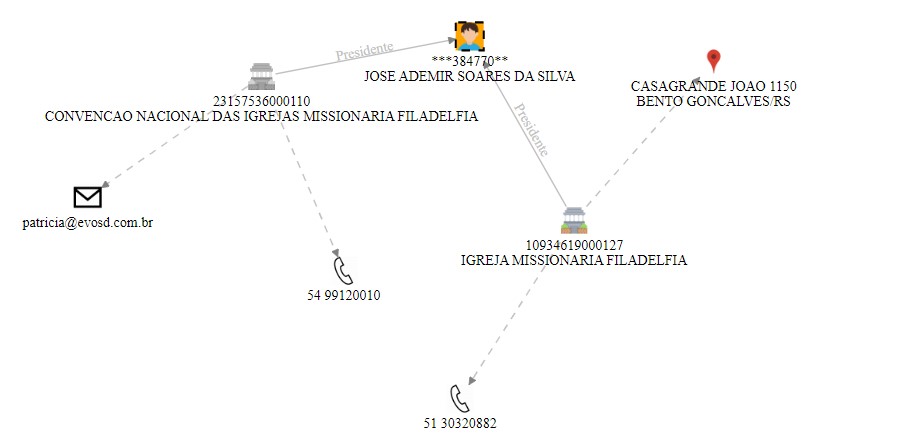 Presidente
***384770**
JOSE ADEMIR SOARES DA SILVA
CASAGRANDE JOAO 1150
BENTO GONCALVES/RS
23157536000110
CONVENCAO NACIONAL DAS IGREJAS MISSIONARIA FILADELFIA
Presidente
patricia@evosd.com.br
10934619000127
IGREJA MISSIONARIA FILADELFIA
54 99120010
51 30320882